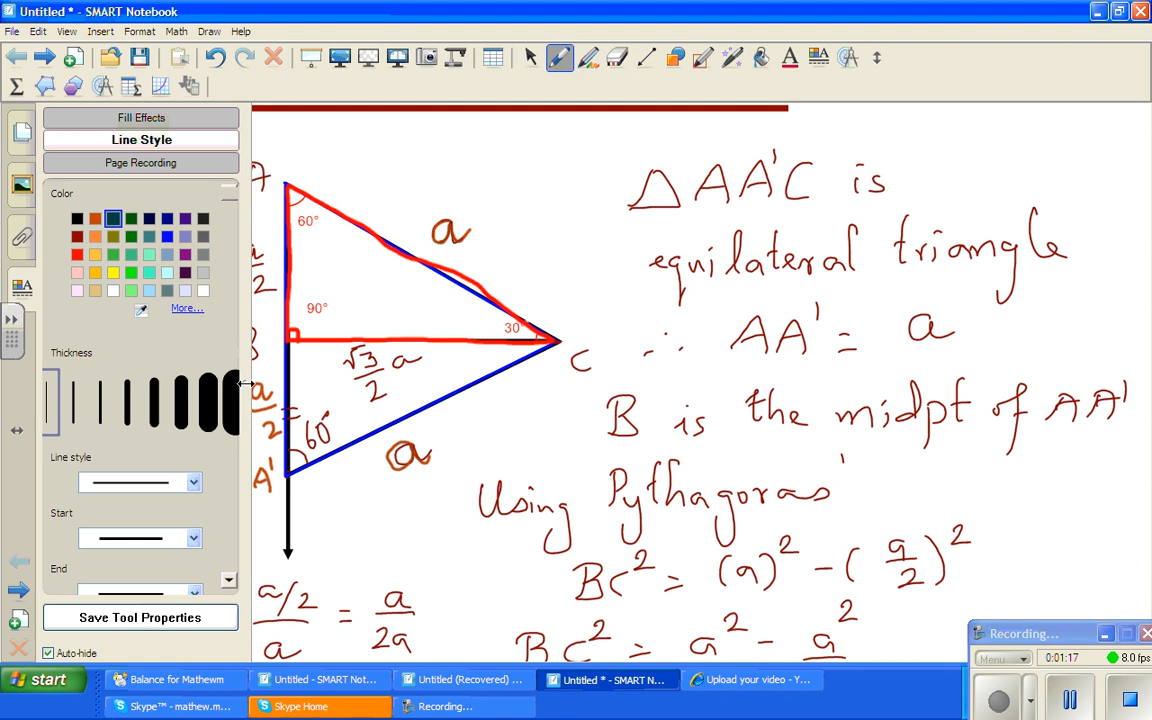 Untitled * - SMART Notebook
File Edit View Insert Format Math Draw Help
Fill Effects
Line Style
Page Recording
Color
More...
Thickness
Line style
Start
End
Save Tool Properties
Auto-hide
A
60°
a
a/2
90°
30°
B
C
√3/2 a
a/2 =
60°
a
A'
a/2 / a = a / 2a
△AA'C is
equilateral triangle
∴ AA' = a
B is the midpt of AA'
Using Pythagoras'
BC² = (a)² - (a/2)²
BC² = a² - a²
Recording...
Menu
0:01:17
8.0 fps
start
Balance for Mathewm
Untitled - SMART Not...
Untitled (Recovered) ...
Untitled * - SMART N...
Upload your video - Y...
Skype™ - mathew.m...
Skype Home
Recording...